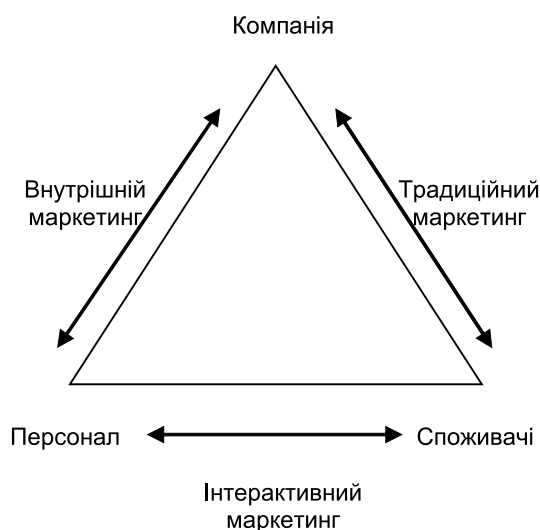 Компанія
Внутрішній
маркетинг
Традиційний
маркетинг
Персонал
Споживачі
Інтерактивний
маркетинг